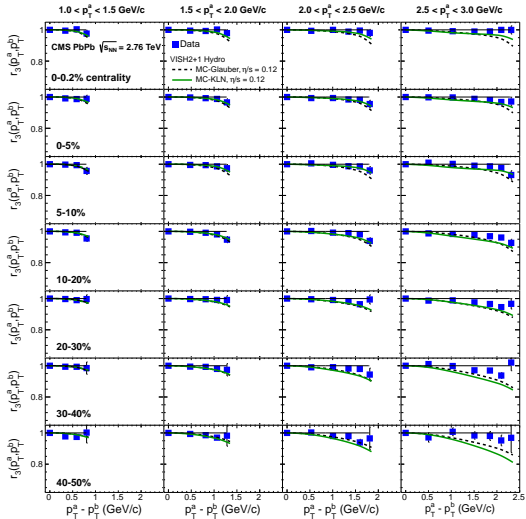 1.0 < p_T^a < 1.5 GeV/c
1.5 < p_T^a < 2.0 GeV/c
2.0 < p_T^a < 2.5 GeV/c
2.5 < p_T^a < 3.0 GeV/c
r_3(p_T^a,p_T^b)
1
0.8
CMS PbPb √s_NN = 2.76 TeV
0-0.2% centrality
Data
VISH2+1 Hydro
MC-Glauber, η/s = 0.12
MC-KLN, η/s = 0.12
r_3(p_T^a,p_T^b)
1
0.8
0-5%
r_3(p_T^a,p_T^b)
1
0.8
5-10%
r_3(p_T^a,p_T^b)
1
0.8
10-20%
r_3(p_T^a,p_T^b)
1
0.8
20-30%
r_3(p_T^a,p_T^b)
1
0.8
30-40%
r_3(p_T^a,p_T^b)
1
0.8
40-50%
0 0.5 1 1.5 2
0 0.5 1 1.5 2
0 0.5 1 1.5 2
0 0.5 1 1.5 2 2.5
p_T^a - p_T^b (GeV/c)
p_T^a - p_T^b (GeV/c)
p_T^a - p_T^b (GeV/c)
p_T^a - p_T^b (GeV/c)